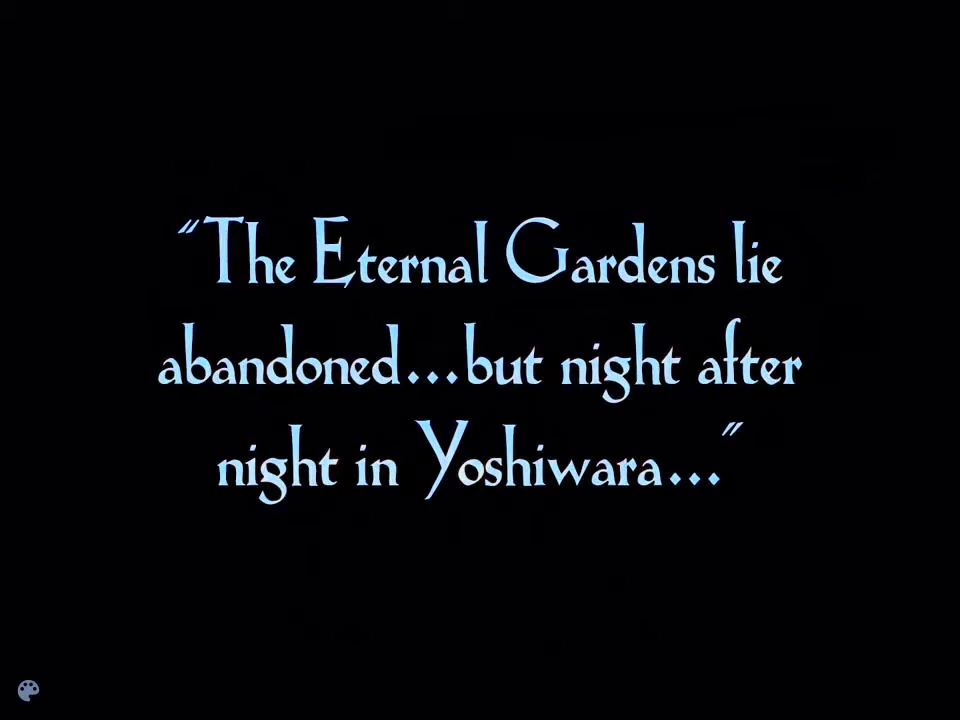 "The Eternal Gardens lie
abandoned...but night after
night in Yoshiwara..."